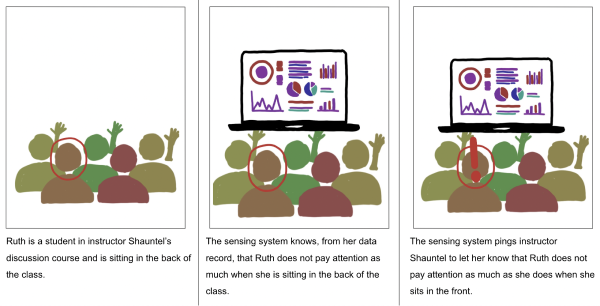 Ruth is a student in instructor Shauntel's
discussion course and is sitting in the back of
the class.
The sensing system knows, from her data
record, that Ruth does not pay attention as
much when she is sitting in the back of the
class.
The sensing system pings instructor
Shauntel to let her know that Ruth does not
pay attention as much as she does when she
sits in the front.